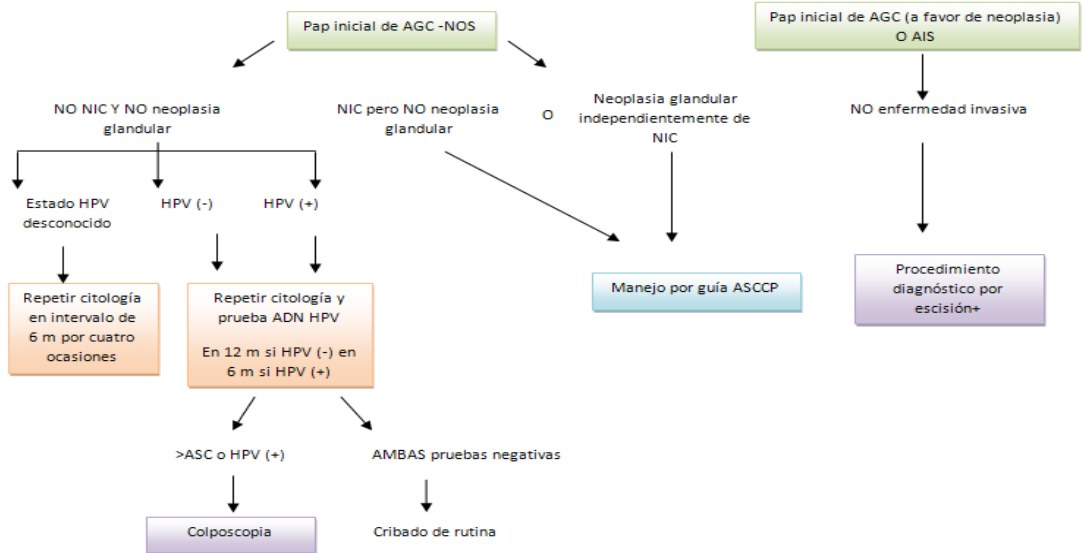 Pap inicial de AGC -NOS
Pap inicial de AGC (a favor de neoplasia)
O AIS
NO NIC Y NO neoplasia
glandular
NIC pero NO neoplasia
glandular
O
Neoplasia glandular
independientemente de
NIC
NO enfermedad invasiva
Estado HPV
desconocido
HPV (-)
HPV (+)
Repetir citología
en intervalo de
6 m por cuatro
ocasiones
Repetir citología y
prueba ADN HPV
En 12 m si HPV (-) en
6 m si HPV (+)
Manejo por guía ASCCP
Procedimiento
diagnóstico por
escisión+
>ASC o HPV (+)
AMBAS pruebas negativas
Colposcopia
Cribado de rutina